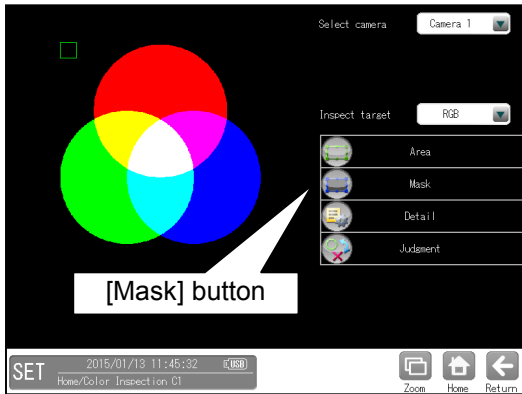 Select camera
Camera 1
Inspect target
RGB
Area
Mask
Detail
Judgment
[Mask] button
SET
2015/01/13 11:45:32
USB
Home/Color Inspection C1
Zoom
Home
Return